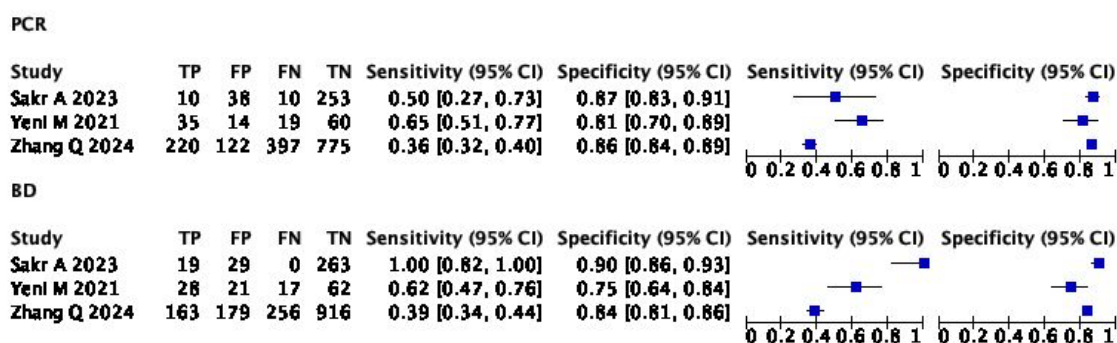 PCR
Study TP FP FN TN Sensitivity (95% CI) Specificity (95% CI) Sensitivity (95% CI) Specificity (95% CI)
Sakr A 2023 10 38 10 253 0.50 [0.27, 0.73] 0.87 [0.83, 0.91]
Yeni M 2021 35 14 19 60 0.65 [0.51, 0.77] 0.81 [0.70, 0.89]
Zhang Q 2024 220 122 397 775 0.36 [0.32, 0.40] 0.86 [0.84, 0.89]
0 0.2 0.4 0.6 0.8 1 0 0.2 0.4 0.6 0.8 1
BD
Study TP FP FN TN Sensitivity (95% CI) Specificity (95% CI) Sensitivity (95% CI) Specificity (95% CI)
Sakr A 2023 19 29 0 263 1.00 [0.82, 1.00] 0.90 [0.86, 0.93]
Yeni M 2021 28 21 17 62 0.62 [0.47, 0.76] 0.75 [0.64, 0.84]
Zhang Q 2024 163 179 256 916 0.39 [0.34, 0.44] 0.84 [0.81, 0.86]
0 0.2 0.4 0.6 0.8 1 0 0.2 0.4 0.6 0.8 1